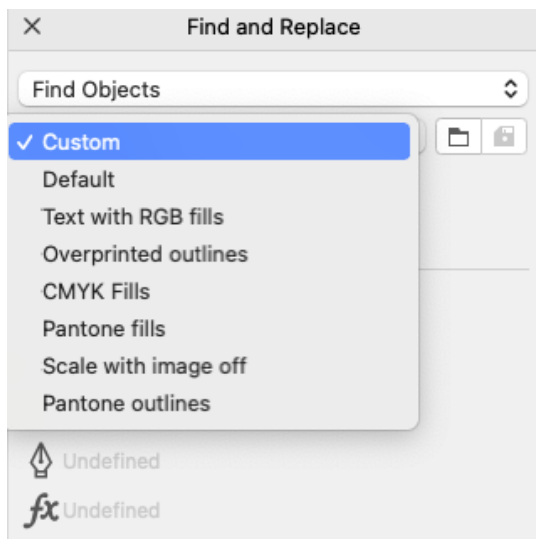 Find and Replace
Find Objects
Custom
Default
Text with RGB fills
Overprinted outlines
CMYK Fills
Pantone fills
Scale with image off
Pantone outlines
Undefined
fx Undefined